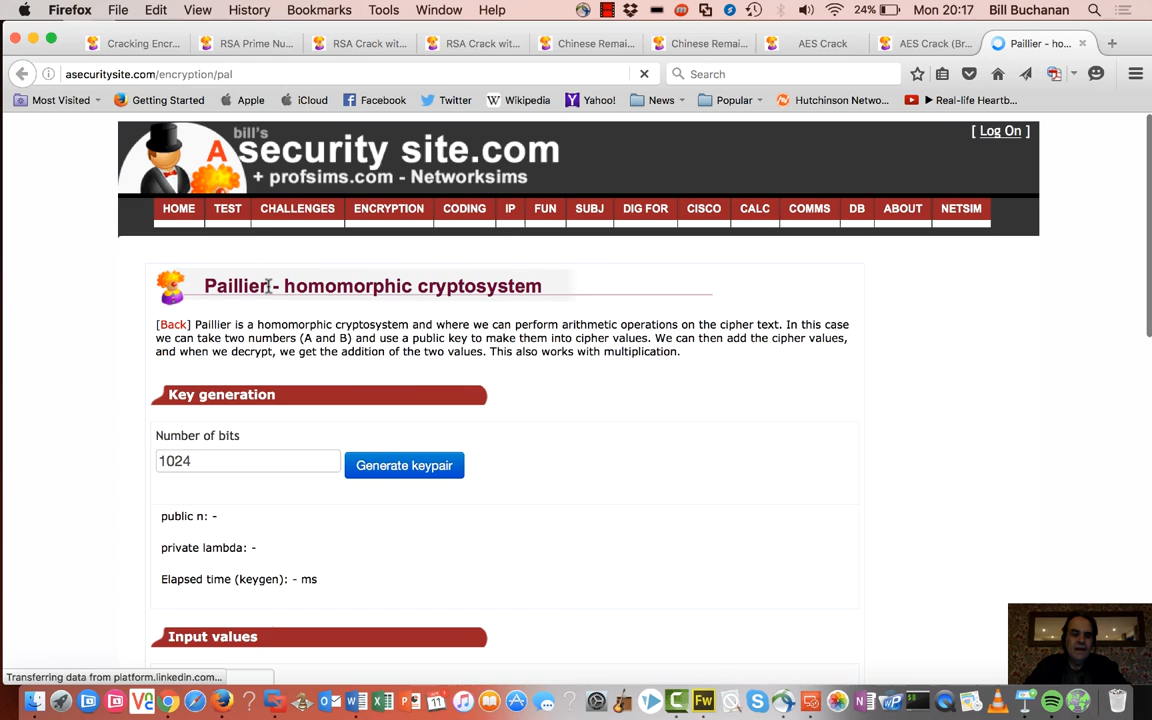 Firefox File Edit View History Bookmarks Tools Window Help 24% Mon 20:17 Bill Buchanan
Cracking Encr... RSA Prime Nu... RSA Crack wit... RSA Crack wit... Chinese Remai... Chinese Remai... AES Crack AES Crack (Br... Paillier - ho...
asecuritysite.com/encryption/pal Search
Most Visited Getting Started Apple iCloud Facebook Twitter Wikipedia Yahoo! News Popular Hutchinson Netwo... Real-life Heartb...
[ Log On ]
bill's
A security site.com
+ profsims.com - Networksims
HOME TEST CHALLENGES ENCRYPTION CODING IP FUN SUBJ DIG FOR CISCO CALC COMMS DB ABOUT NETSIM
Paillier - homomorphic cryptosystem
[Back] Paillier is a homomorphic cryptosystem and where we can perform arithmetic operations on the cipher text. In this case
we can take two numbers (A and B) and use a public key to make them into cipher values. We can then add the cipher values,
and when we decrypt, we get the addition of the two values. This also works with multiplication.
Key generation
Number of bits
1024 Generate keypair
public n: -
private lambda: -
Elapsed time (keygen): - ms
Input values
Transferring data from platform.linkedin.com...